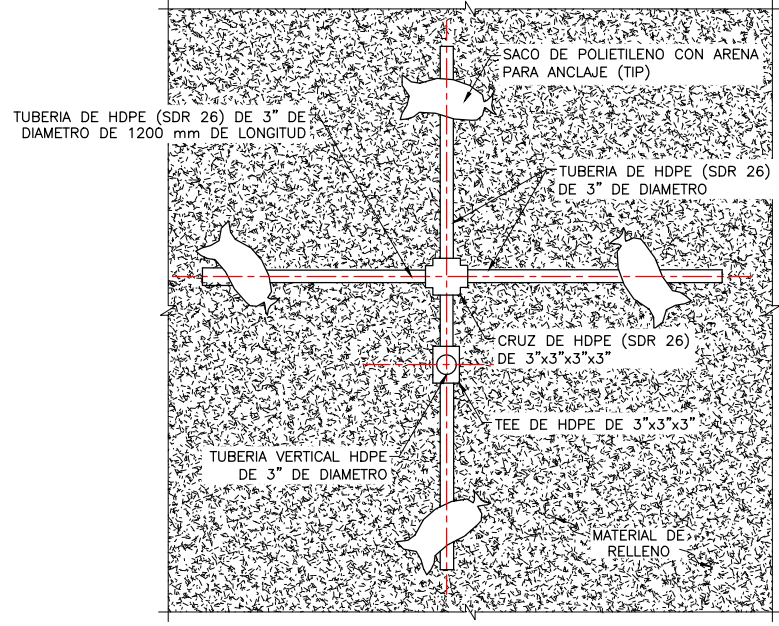 SACO DE POLIETILENO CON ARENA
PARA ANCLAJE (TIP)
TUBERIA DE HDPE (SDR 26) DE 3" DE
DIAMETRO DE 1200 mm DE LONGITUD
TUBERIA DE HDPE (SDR 26)
DE 3" DE DIAMETRO
CRUZ DE HDPE (SDR 26)
DE 3"x3"x3"x3"
TEE DE HDPE DE 3"x3"x3"
TUBERIA VERTICAL HDPE
DE 3" DE DIAMETRO
MATERIAL DE
RELLENO